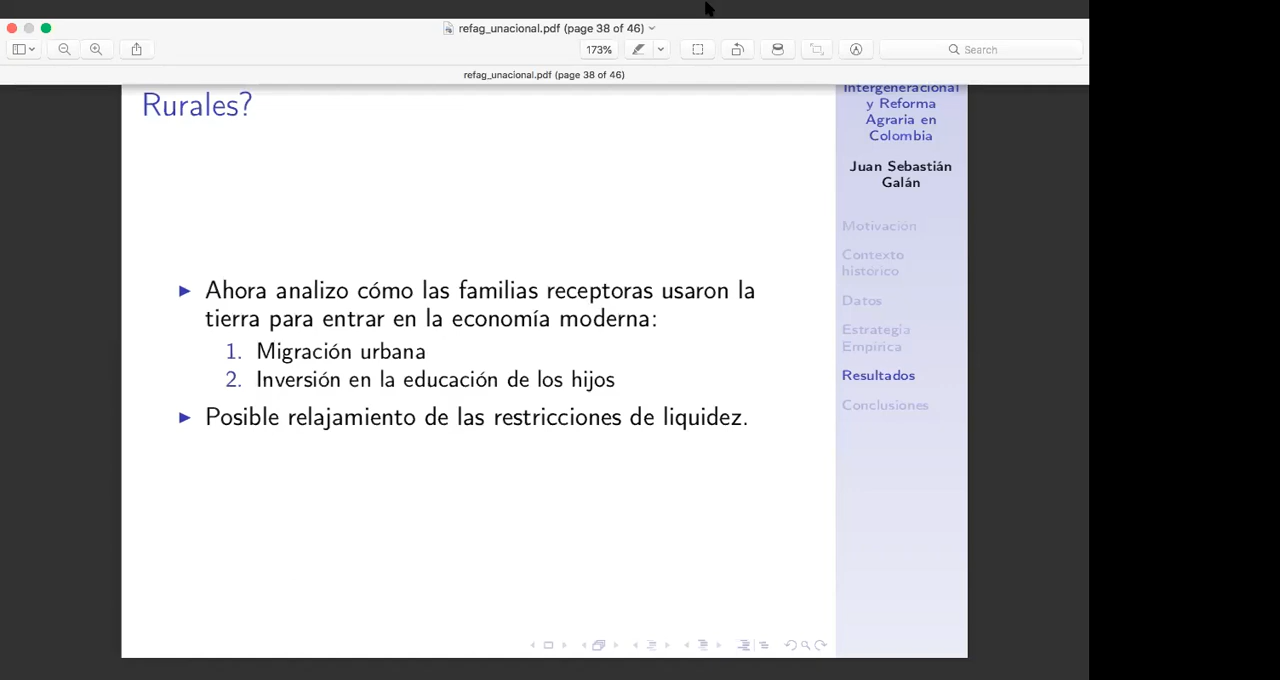 refag_unacional.pdf (page 38 of 46)
173%
Search
refag_unacional.pdf (page 38 of 46)
Rurales?
Ahora analizo cómo las familias receptoras usaron la
tierra para entrar en la economía moderna:
1. Migración urbana
2. Inversión en la educación de los hijos
Posible relajamiento de las restricciones de liquidez.
Intergeneracional
y Reforma
Agraria en
Colombia
Juan Sebastián
Galán
Motivación
Contexto
historico
Datos
Estrategia
Empírica
Resultados
Conclusiones